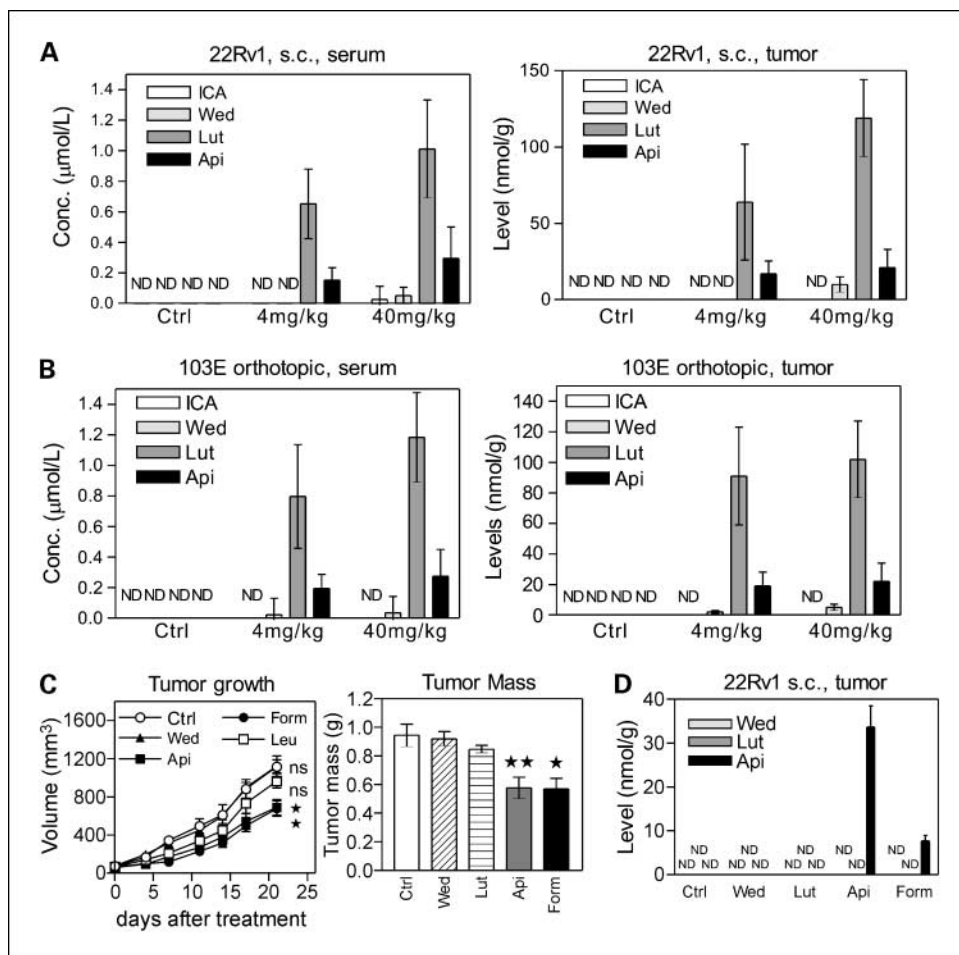 A
22Rv1, s.c., serum
Conc. (μmol/L)
1.4
1.2
1.0
0.8
0.6
0.4
0.2
0.0
ICA
Wed
Lut
Api
ND ND ND ND
ND ND
Ctrl
4mg/kg
40mg/kg
22Rv1, s.c., tumor
Level (nmol/g)
150
100
50
0
ICA
Wed
Lut
Api
ND ND ND ND
ND ND
ND
Ctrl
4mg/kg
40mg/kg
B
103E orthotopic, serum
Conc. (μmol/L)
1.4
1.2
1.0
0.8
0.6
0.4
0.2
0.0
ICA
Wed
Lut
Api
ND ND ND ND
ND
ND
Ctrl
4mg/kg
40mg/kg
103E orthotopic, tumor
Levels (nmol/g)
140
120
100
80
60
40
20
0
ICA
Wed
Lut
Api
ND ND ND ND
ND
ND
Ctrl
4mg/kg
40mg/kg
C
Tumor growth
Volume (mm³)
1600
1200
800
400
0
Ctrl
Wed
Api
Form
Leu
ns
ns
★
★
0 5 10 15 20 25
days after treatment
Tumor Mass
Tumor mass (g)
1.2
1.0
0.8
0.6
0.4
0.2
0.0
★★
★
Ctrl
Wed
Lut
Api
Form
D
22Rv1 s.c., tumor
Level (nmol/g)
40
30
20
10
0
Wed
Lut
Api
ND ND ND ND ND
ND ND ND ND ND ND ND ND
Ctrl Wed Lut Api Form